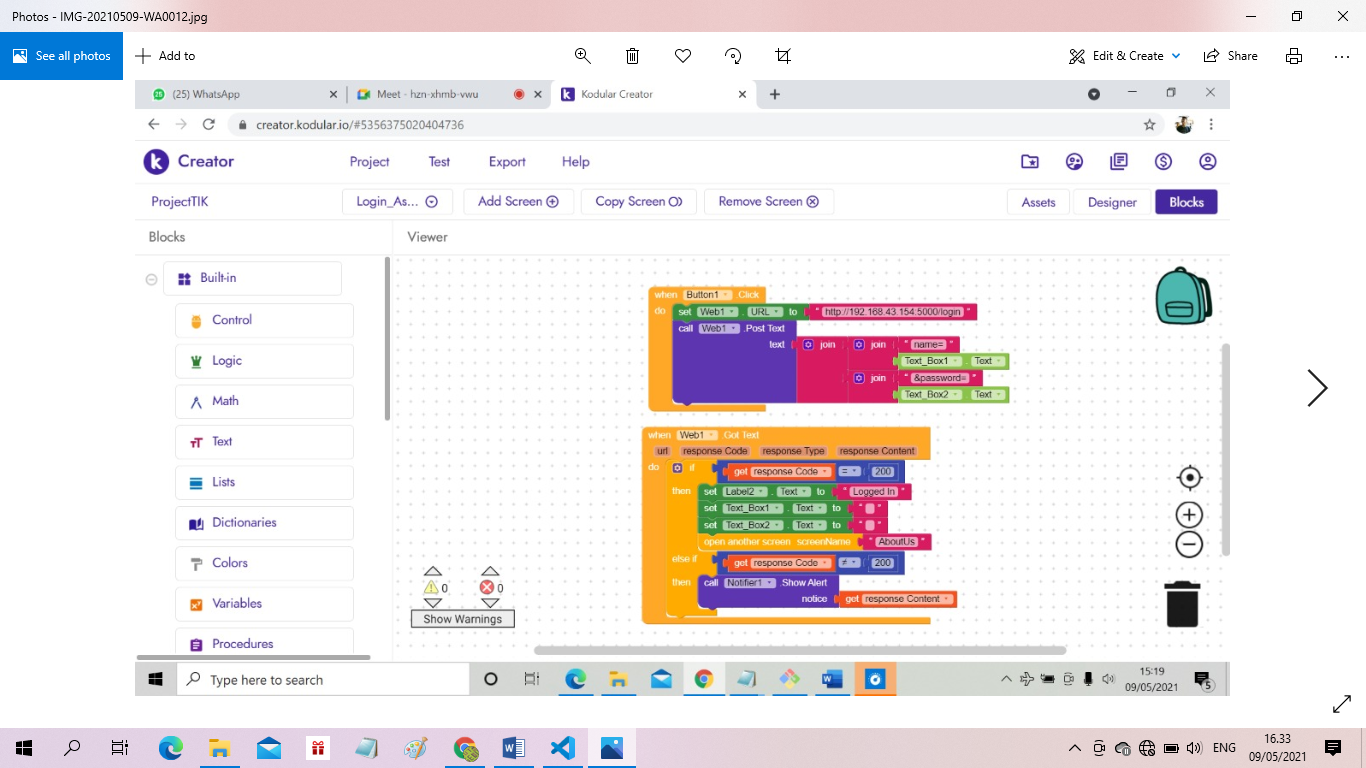 Photos - IMG-20210509-WA0012.jpg
See all photos
Add to
Edit & Create
Share
(25) WhatsApp
Meet - hzn-xhmb-vwu
Kodular Creator
creator.kodular.io/#5356375020404736
Creator Project Test Export Help
ProjectTIK Login_As... Add Screen Copy Screen Remove Screen Assets Designer Blocks
Blocks Viewer
Built-in
Control
Logic
Math
Text
Lists
Dictionaries
Colors
Variables
Procedures
when Button1 .Click
do set Web1 . URL to " http://192.168.43.154:5000/login "
call Web1 .Post Text
text join join " name= "
Text_Box1 . Text
join " &password= "
Text_Box2 . Text
when Web1 .Got Text
url response Code response Type response Content
do if get response Code = 200
then set Label2 . Text to " Logged In "
set Text_Box1 . Text to " "
set Text_Box2 . Text to " "
open another screen screenName " AboutUs "
else if get response Code ≠ 200
then call Notifier1 .Show Alert
notice get response Content
0 0
Show Warnings
Type here to search
15:19
09/05/2021
5
ENG
16.33
09/05/2021